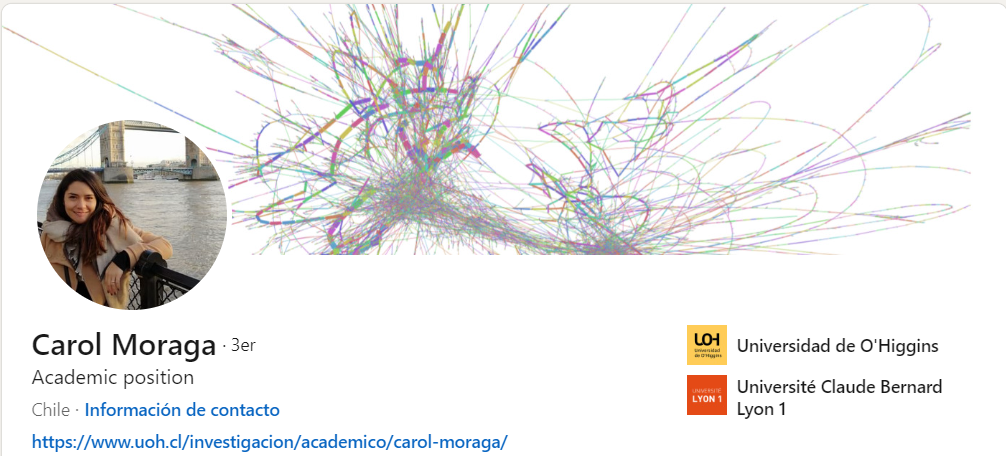 Carol Moraga · 3er
Academic position
Chile · Información de contacto
https://www.uoh.cl/investigacion/academico/carol-moraga/
UOH
Universidad
de O'Higgins
Universidad de O'Higgins
UNIVERSITÉ
LYON 1
Université Claude Bernard
Lyon 1